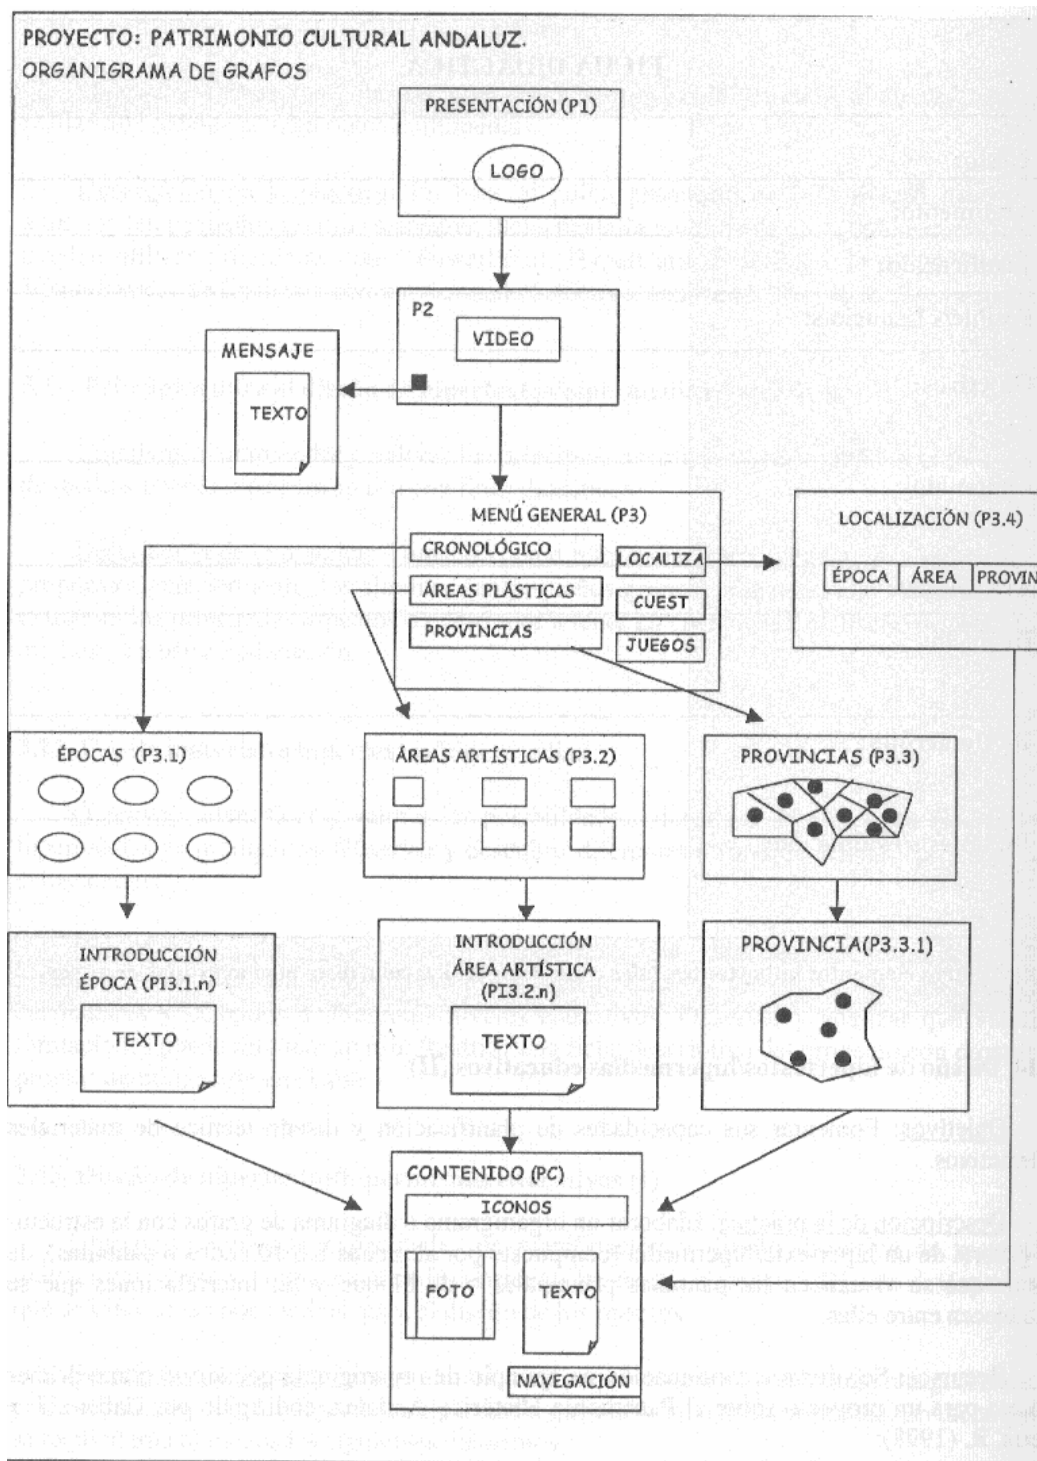 PROYECTO: PATRIMONIO CULTURAL ANDALUZ.
ORGANIGRAMA DE GRAFOS
PRESENTACIÓN (P1)
LOGO
P2
VIDEO
MENSAJE
TEXTO
MENÚ GENERAL (P3)
CRONOLÓGICO
LOCALIZA
ÁREAS PLÁSTICAS
CUEST
PROVINCIAS
JUEGOS
LOCALIZACIÓN (P3.4)
ÉPOCA ÁREA PROVIN
ÉPOCAS (P3.1)
ÁREAS ARTÍSTICAS (P3.2)
PROVINCIAS (P3.3)
INTRODUCCIÓN
ÉPOCA (PI3.1.n)
TEXTO
INTRODUCCIÓN
ÁREA ARTÍSTICA
(PI3.2.n)
TEXTO
PROVINCIA(P3.3.1)
CONTENIDO (PC)
ICONOS
FOTO
TEXTO
NAVEGACIÓN